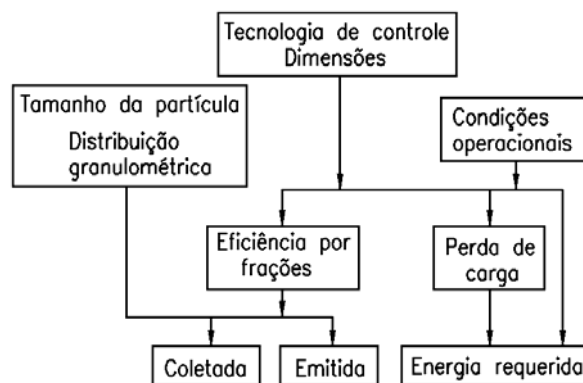 Tecnologia de controle
Dimensões
Tamanho da partícula
Distribuição
granulométrica
Condições
operacionais
Eficiência por
frações
Perda de
carga
Coletada
Emitida
Energia requerida